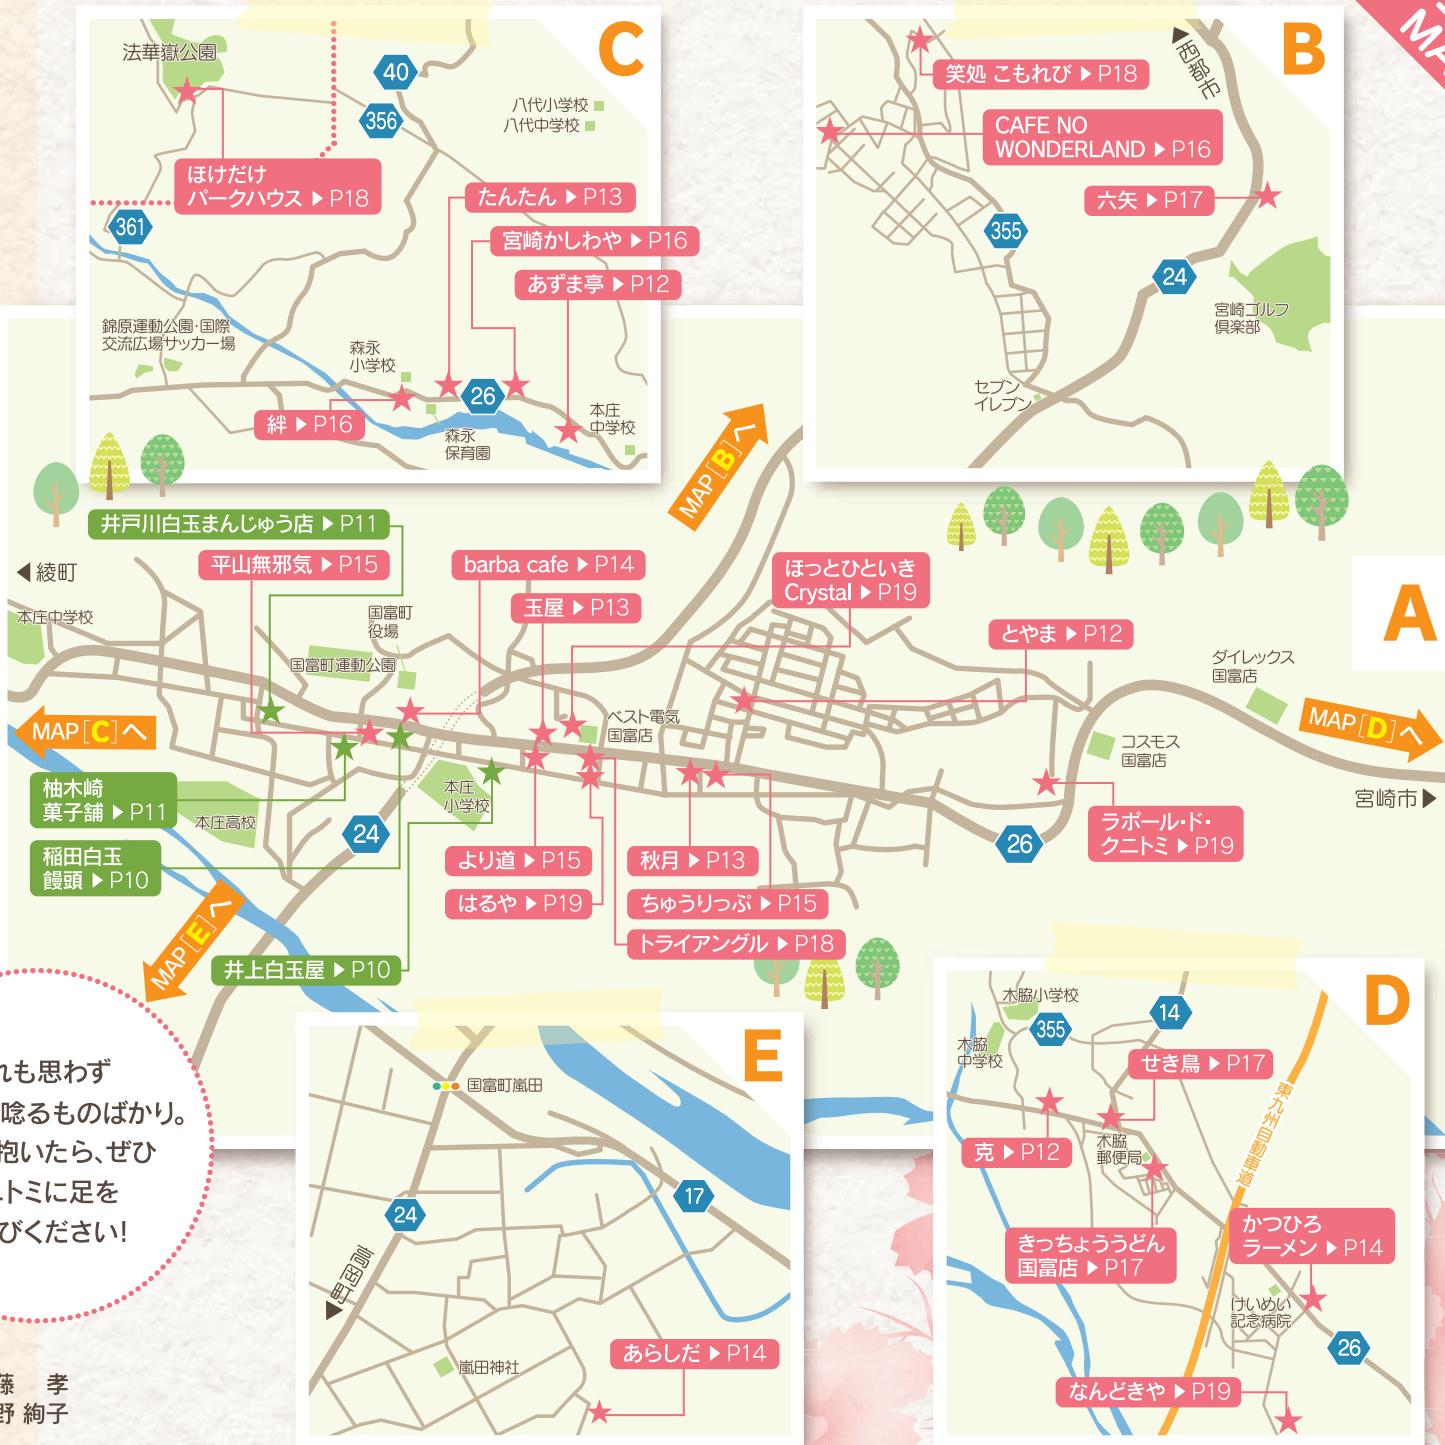 C
法華嶽公園
40
356
八代小学校
八代中学校
ほけだけ
パークハウス ▶ P18
361
たんたん ▶ P13
宮崎かしわや ▶ P16
あずま亭 ▶ P12
錦原運動公園・国際
交流広場サッカー場
森永
小学校
26
絆 ▶ P16
森永
保育園
本庄
中学校
B
▶西都市
笑処 こもれび ▶ P18
CAFE NO
WONDERLAND ▶ P16
六矢 ▶ P17
355
24
宮崎ゴルフ
倶楽部
セブン
イレブン
MA
A
MAP[B]へ
井戸川白玉まんじゅう店 ▶ P11
平山無邪気 ▶ P15
barba cafe ▶ P14
玉屋 ▶ P13
ほっとひといき
Crystal ▶ P19
とやま ▶ P12
◀綾町
本庄中学校
国富町
役場
国富町運動公園
ダイレックス
国富店
MAP[C]へ
ベスト電気
国富店
コスモス
国富店
MAP[D]へ
宮崎市▶
柚木崎
菓子舗 ▶ P11
本庄高校
本庄
小学校
24
26
ラポール・ド・
クニトミ ▶ P19
稲田白玉
饅頭 ▶ P10
より道 ▶ P15
秋月 ▶ P13
はるや ▶ P19
ちゅうりっぷ ▶ P15
トライアングル ▶ P18
MAP[E]へ
井上白玉屋 ▶ P10
れも思わず
唸るものばかり。
抱いたら、ぜひ
ニトミに足を
びください!
藤 孝
野 絢子
E
国富町嵐田
17
24
▶高岡町
嵐田神社
あらしだ ▶ P14
D
木脇小学校
355
14
木脇
中学校
せき鳥 ▶ P17
東九州自動車道
克 ▶ P12
木脇
郵便局
きっちょううどん
国富店 ▶ P17
かつひろ
ラーメン ▶ P14
けいめい
記念病院
26
なんどきや ▶ P19